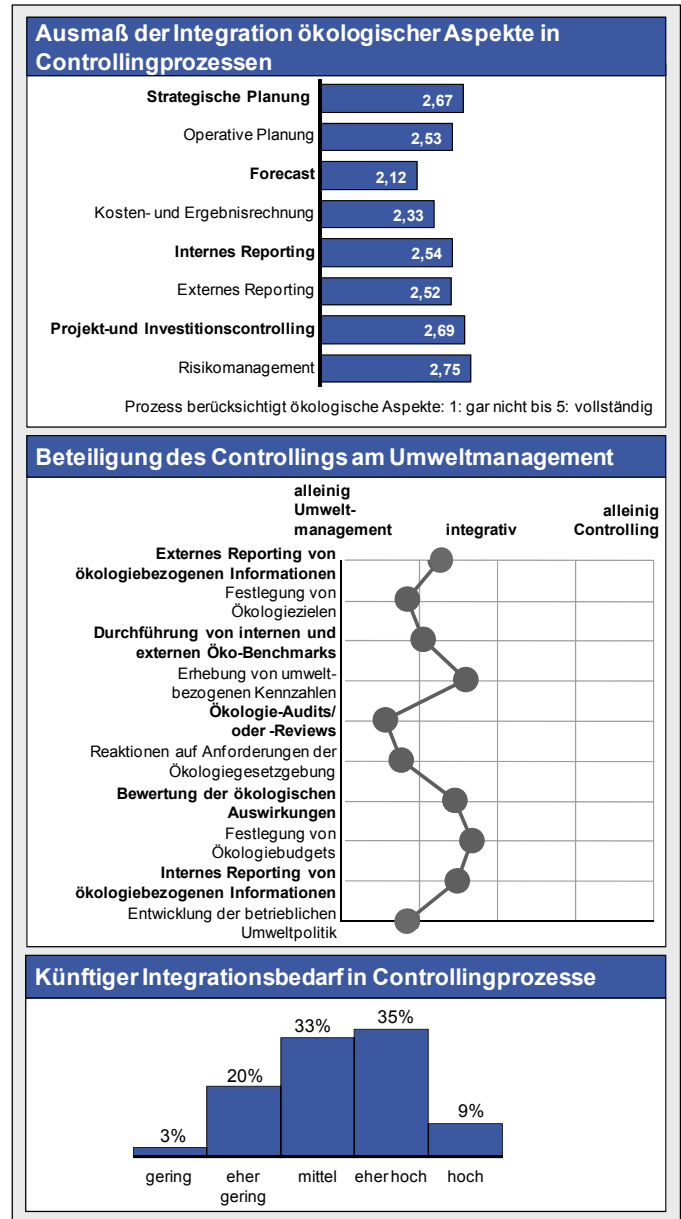 Ausmaß der Integration ökologischer Aspekte in
Controllingprozessen
Strategische Planung 2,67
Operative Planung 2,53
Forecast 2,12
Kosten- und Ergebnisrechnung 2,33
Internes Reporting 2,54
Externes Reporting 2,52
Projekt-und Investitionscontrolling 2,69
Risikomanagement 2,75
Prozess berücksichtigt ökologische Aspekte: 1: gar nicht bis 5: vollständig
Beteiligung des Controllings am Umweltmanagement
alleinig
Umwelt-
management
integrativ
alleinig
Controlling
Externes Reporting von
ökologiebezogenen Informationen
Festlegung von
Ökologiezielen
Durchführung von internen und
externen Öko-Benchmarks
Erhebung von umwelt-
bezogenen Kennzahlen
Ökologie-Audits/
oder -Reviews
Reaktionen auf Anforderungen der
Ökologiegesetzgebung
Bewertung der ökologischen
Auswirkungen
Festlegung von
Ökologiebudgets
Internes Reporting von
ökologiebezogenen Informationen
Entwicklung der betrieblichen
Umweltpolitik
Künftiger Integrationsbedarf in Controllingprozesse
3% 20% 33% 35% 9%
gering eher gering mittel eher hoch hoch